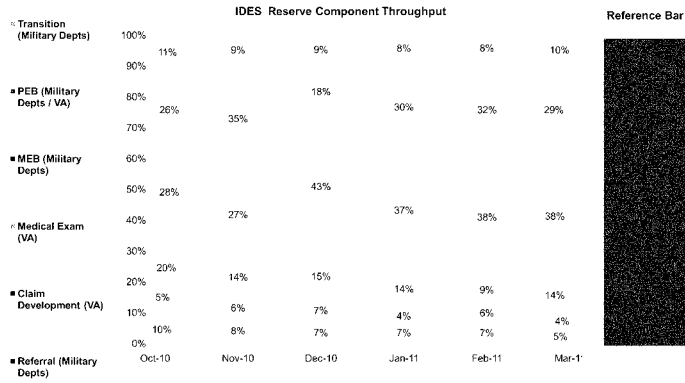 IDES Reserve Component Throughput
Reference Bar
Transition
(Military Depts)
PEB (Military
Depts / VA)
MEB (Military
Depts)
Medical Exam
(VA)
Claim
Development (VA)
Referral (Military
Depts)
100%
90%
80%
70%
60%
50%
40%
30%
20%
10%
0%
11% 9% 9% 8% 8% 10%
26% 35% 18% 30% 32% 29%
28% 27% 43% 37% 38% 38%
20% 14% 15% 14% 9% 14%
5% 6% 7% 4% 6% 4%
10% 8% 7% 7% 7% 5%
Oct-10 Nov-10 Dec-10 Jan-11 Feb-11 Mar-1